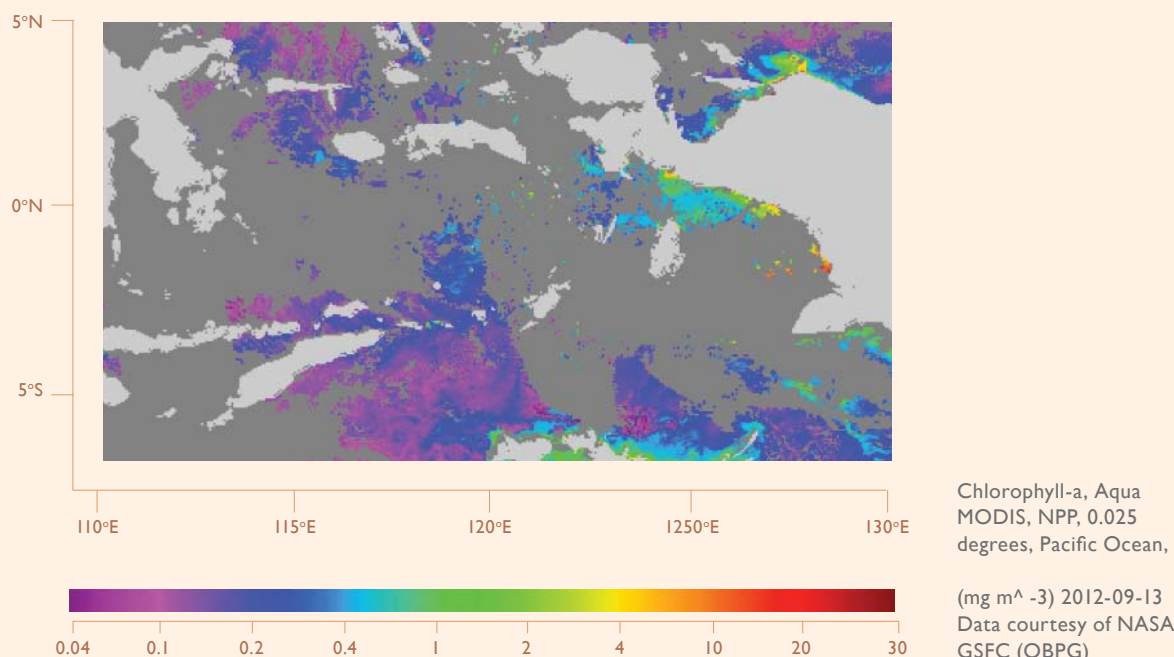 5°N
0°N
5°S
110°E 115°E 120°E 1250°E 130°E
Chlorophyll-a, Aqua
MODIS, NPP, 0.025
degrees, Pacific Ocean,
(mg m^ -3) 2012-09-13
Data courtesy of NASA
GSFC (OBPG)
0.04 0.1 0.2 0.4 1 2 4 10 20 30